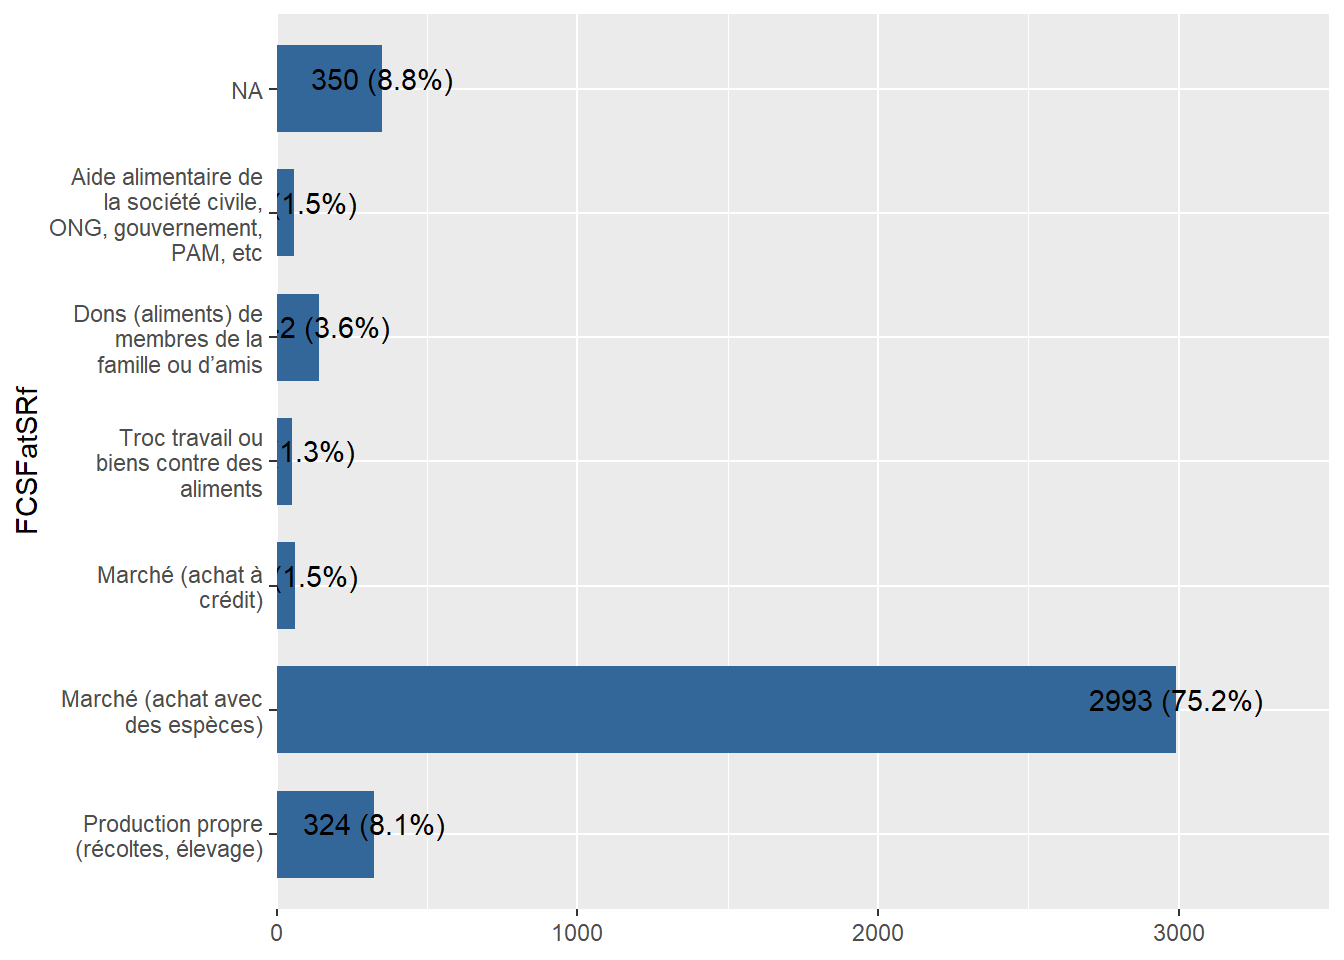 FCSFatSRf
NA
350 (8.8%)
Aide alimentaire de
la société civile,
ONG, gouvernement,
PAM, etc
(1.5%)
Dons (aliments) de
membres de la
famille ou d’amis
2 (3.6%)
Troc travail ou
biens contre des
aliments
1.3%)
Marché (achat à
crédit)
(1.5%)
Marché (achat avec
des espèces)
2993 (75.2%)
Production propre
(récoltes, élevage)
324 (8.1%)
0 1000 2000 3000